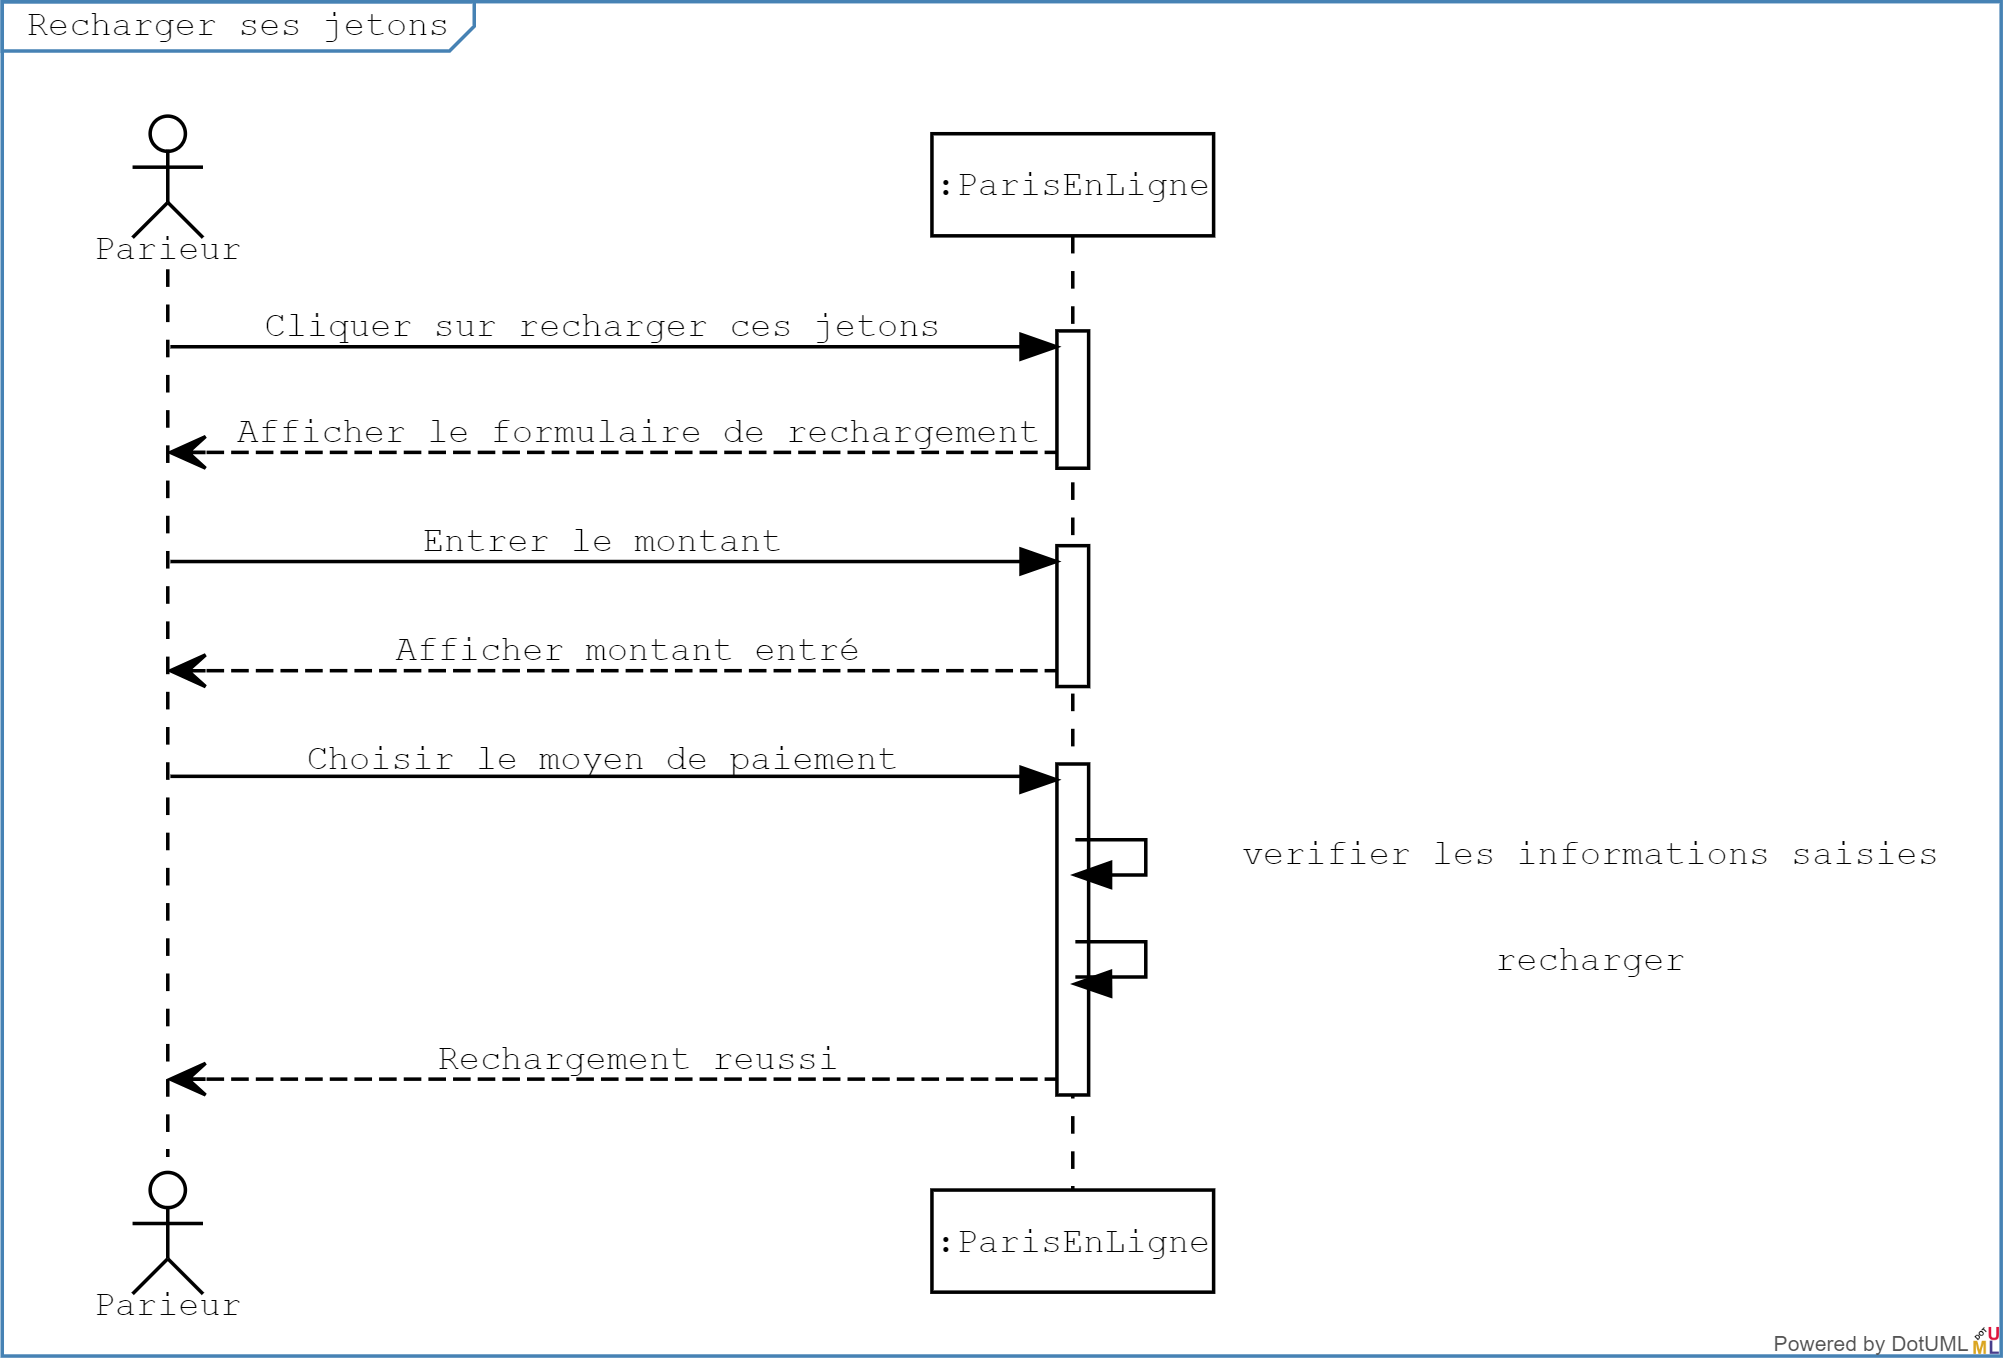 Recharger ses jetons
Parieur
:ParisEnLigne
Cliquer sur recharger ces jetons
Afficher le formulaire de rechargement
Entrer le montant
Afficher montant entré
Choisir le moyen de paiement
verifier les informations saisies
recharger
Rechargement reussi
Parieur
:ParisEnLigne
Powered by DotUML
DOT
UML